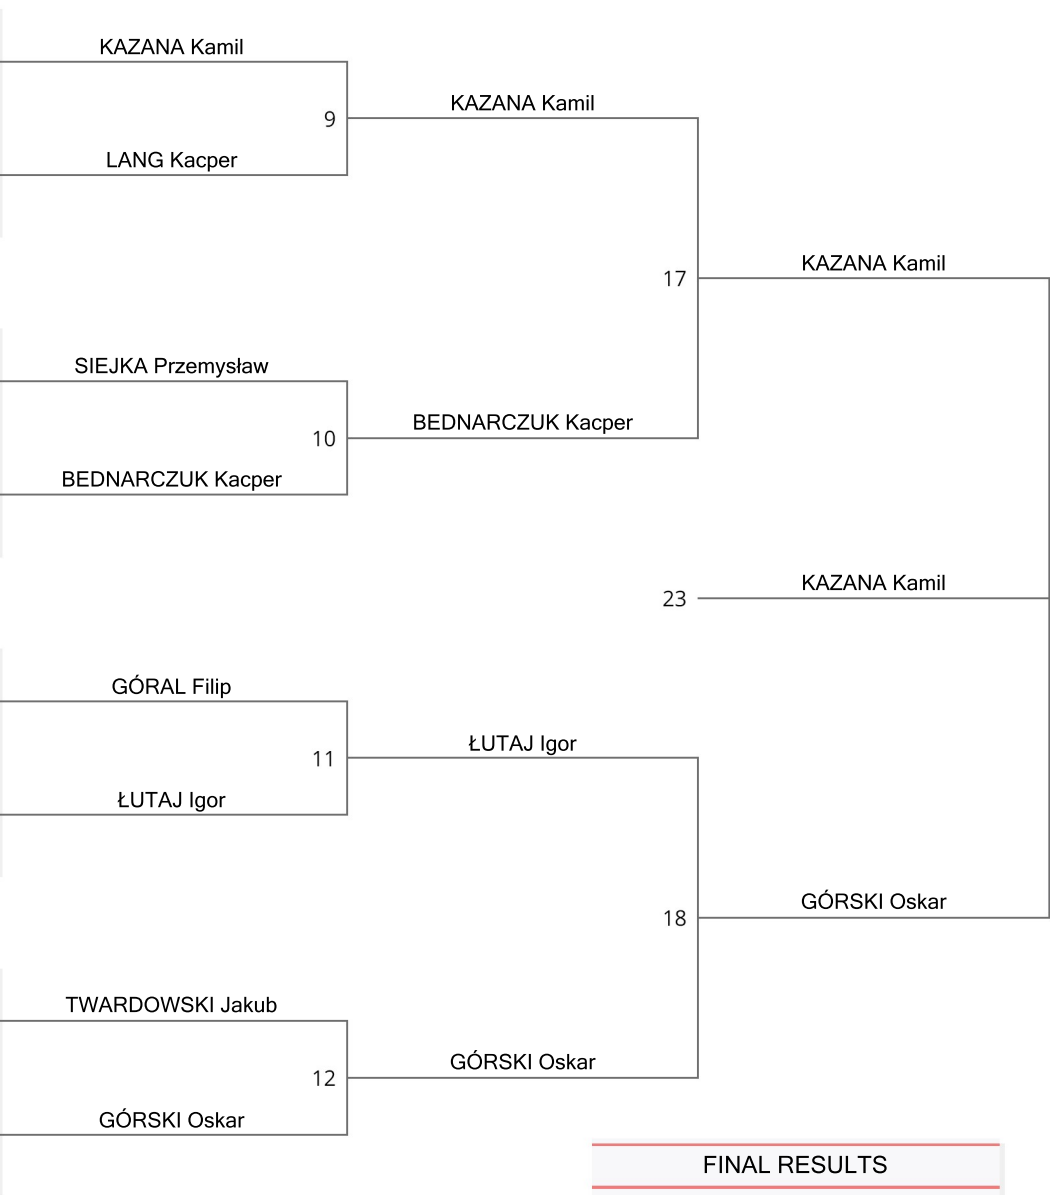 KAZANA Kamil
KAZANA Kamil
9
LANG Kacper
KAZANA Kamil
17
SIEJKA Przemysław
BEDNARCZUK Kacper
10
BEDNARCZUK Kacper
KAZANA Kamil
23
GÓRAL Filip
ŁUTAJ Igor
11
ŁUTAJ Igor
GÓRSKI Oskar
18
TWARDOWSKI Jakub
GÓRSKI Oskar
12
GÓRSKI Oskar
FINAL RESULTS